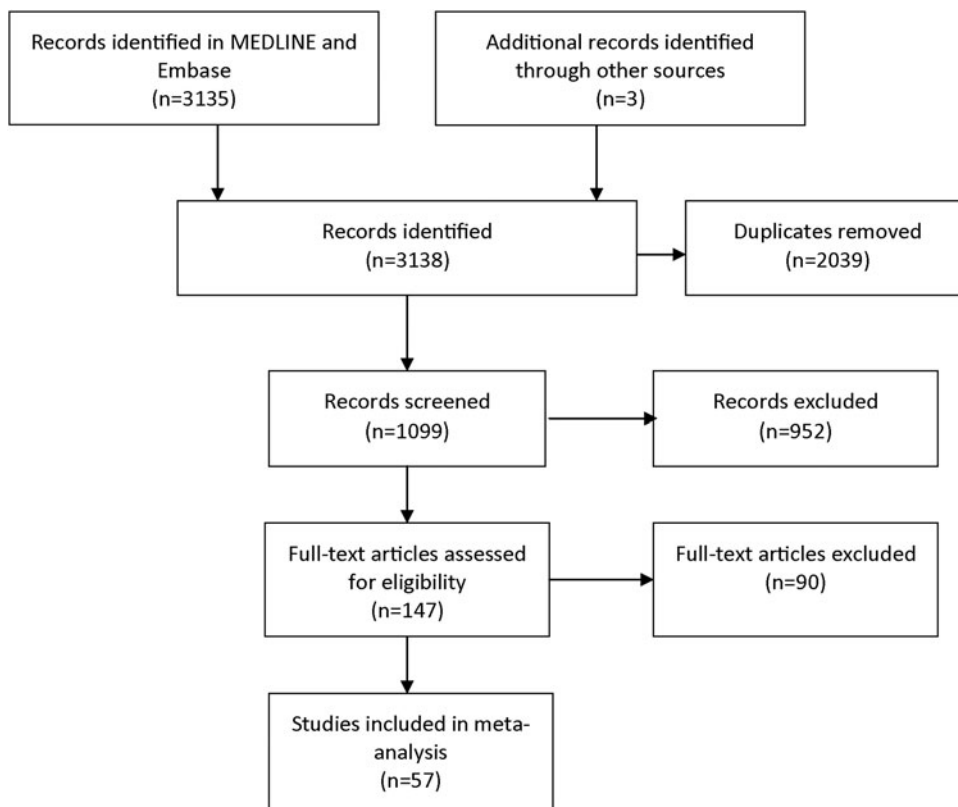 Records identified in MEDLINE and
Embase
(n=3135)
Additional records identified
through other sources
(n=3)
Records identified
(n=3138)
Duplicates removed
(n=2039)
Records screened
(n=1099)
Records excluded
(n=952)
Full-text articles assessed
for eligibility
(n=147)
Full-text articles excluded
(n=90)
Studies included in meta-
analysis
(n=57)